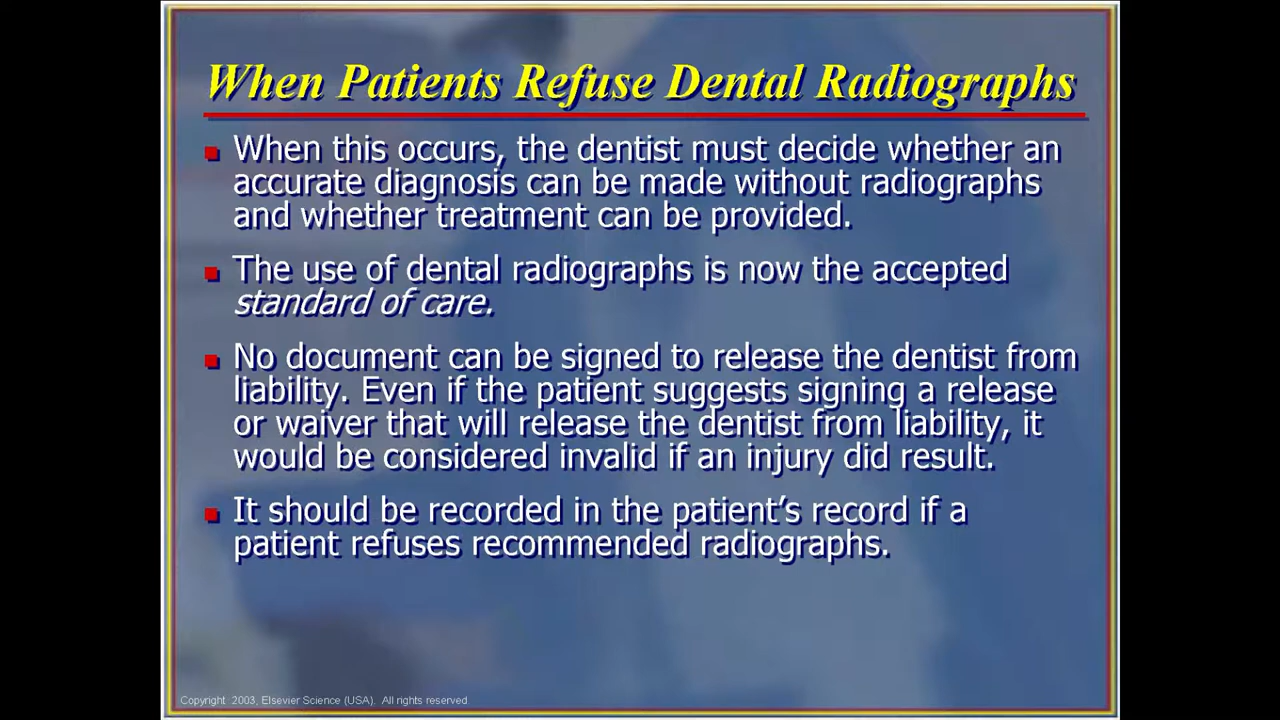 When Patients Refuse Dental Radiographs
When this occurs, the dentist must decide whether an
accurate diagnosis can be made without radiographs
and whether treatment can be provided.
The use of dental radiographs is now the accepted
standard of care.
No document can be signed to release the dentist from
liability. Even if the patient suggests signing a release
or waiver that will release the dentist from liability, it
would be considered invalid if an injury did result.
It should be recorded in the patient’s record if a
patient refuses recommended radiographs.
Copyright 2003, Elsevier Science (USA). All rights reserved